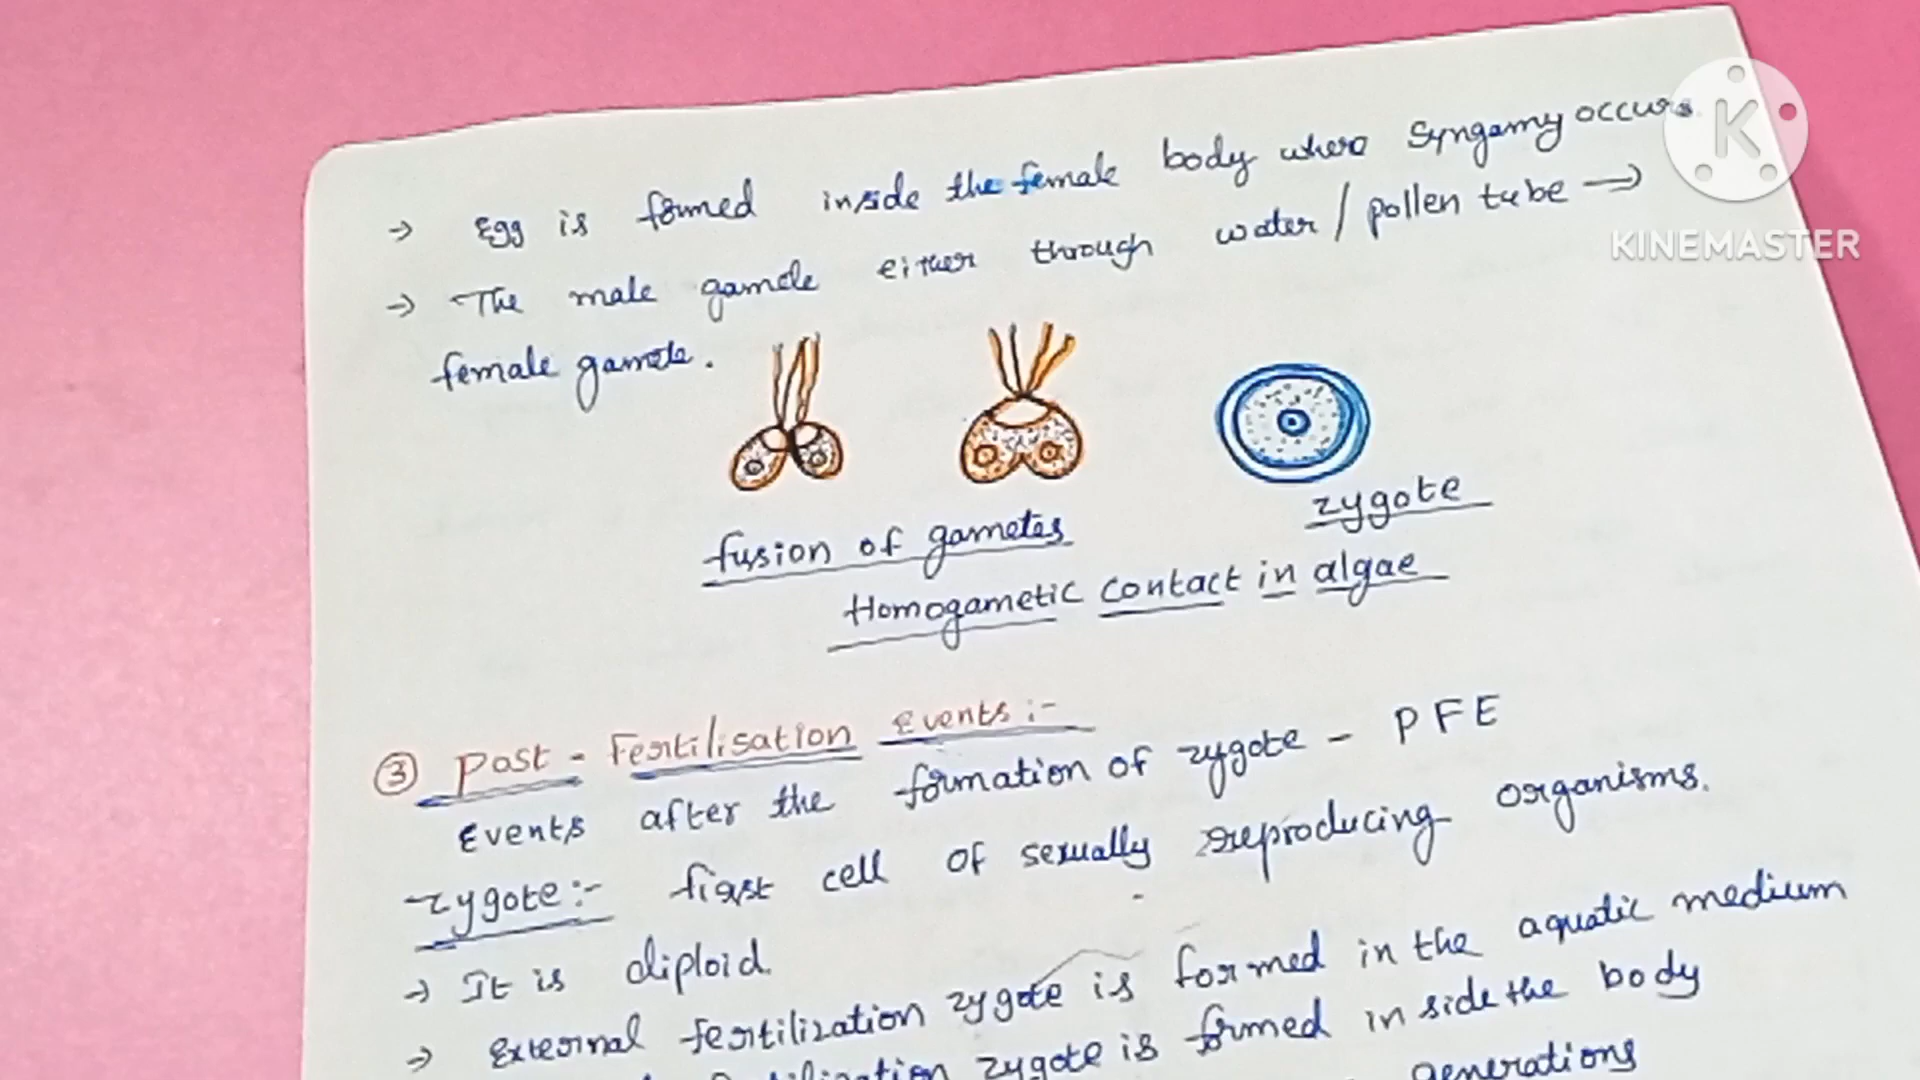 → Egg is formed inside the female body where Syngamy occurs.
→ The male gamete either through water / pollen tube →
female gamete.
fusion of gametes
zygote
Homogametic contact in algae
③ Post - Fertilisation Events :-
Events after the formation of zygote - PFE
zygote :- first cell of sexually reproducing organisms.
→ It is diploid.
→ External fertilization zygote is formed in the aquatic medium
zygote is formed inside the body
generations
K
KINEMASTER